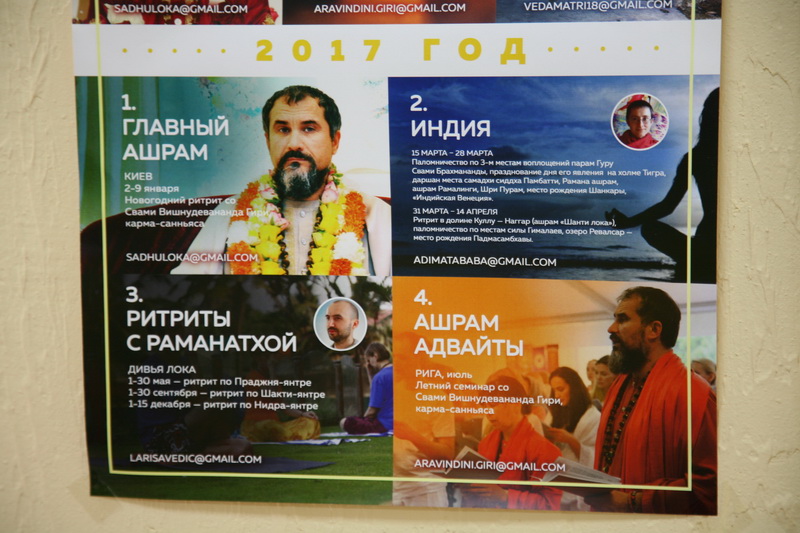 SADHULOKA@GMAIL.COM
ARAVINDINI.GIRI@GMAIL.COM
VEDAMATRI18@GMAIL.COM
2017 ГОД
1.
ГЛАВНЫЙ
АШРАМ
КИЕВ
2-9 января
Новогодний ритрит со
Свами Вишнудевананда Гири,
карма-санньяса
SADHULOKA@GMAIL.COM
2.
ИНДИЯ
15 МАРТА – 28 МАРТА
Паломничество по 3-м местам воплощений парам Гуру
Свами Брахмананды, празднование дня его явления на холме Тигра,
даршан места самадхи сиддха Памбатти, Рамана ашрам,
ашрам Рамалинги, Шри Пурам, место рождения Шанкары,
«Индийская Венеция».
31 МАРТА – 14 АПРЕЛЯ
Ритрит в долине Куллу – Наггар (ашрам «Шанти лока»),
паломничество по местам силы Гималаев, озеро Ревалсар –
место рождения Падмасамбхавы.
ADIMATABABA@GMAIL.COM
3.
РИТРИТЫ
С РАМАНАТХОЙ
ДИВЬЯ ЛОКА
1-30 мая — ритрит по Праджня-янтре
1-30 сентября — ритрит по Шакти-янтре
1-15 декабря — ритрит по Нидра-янтре
LARISAVEDIC@GMAIL.COM
4.
АШРАМ
АДВАЙТЫ
РИГА, июль
Летний семинар со
Свами Вишнудевананда Гири,
карма-санньяса
ARAVINDINI.GIRI@GMAIL.COM